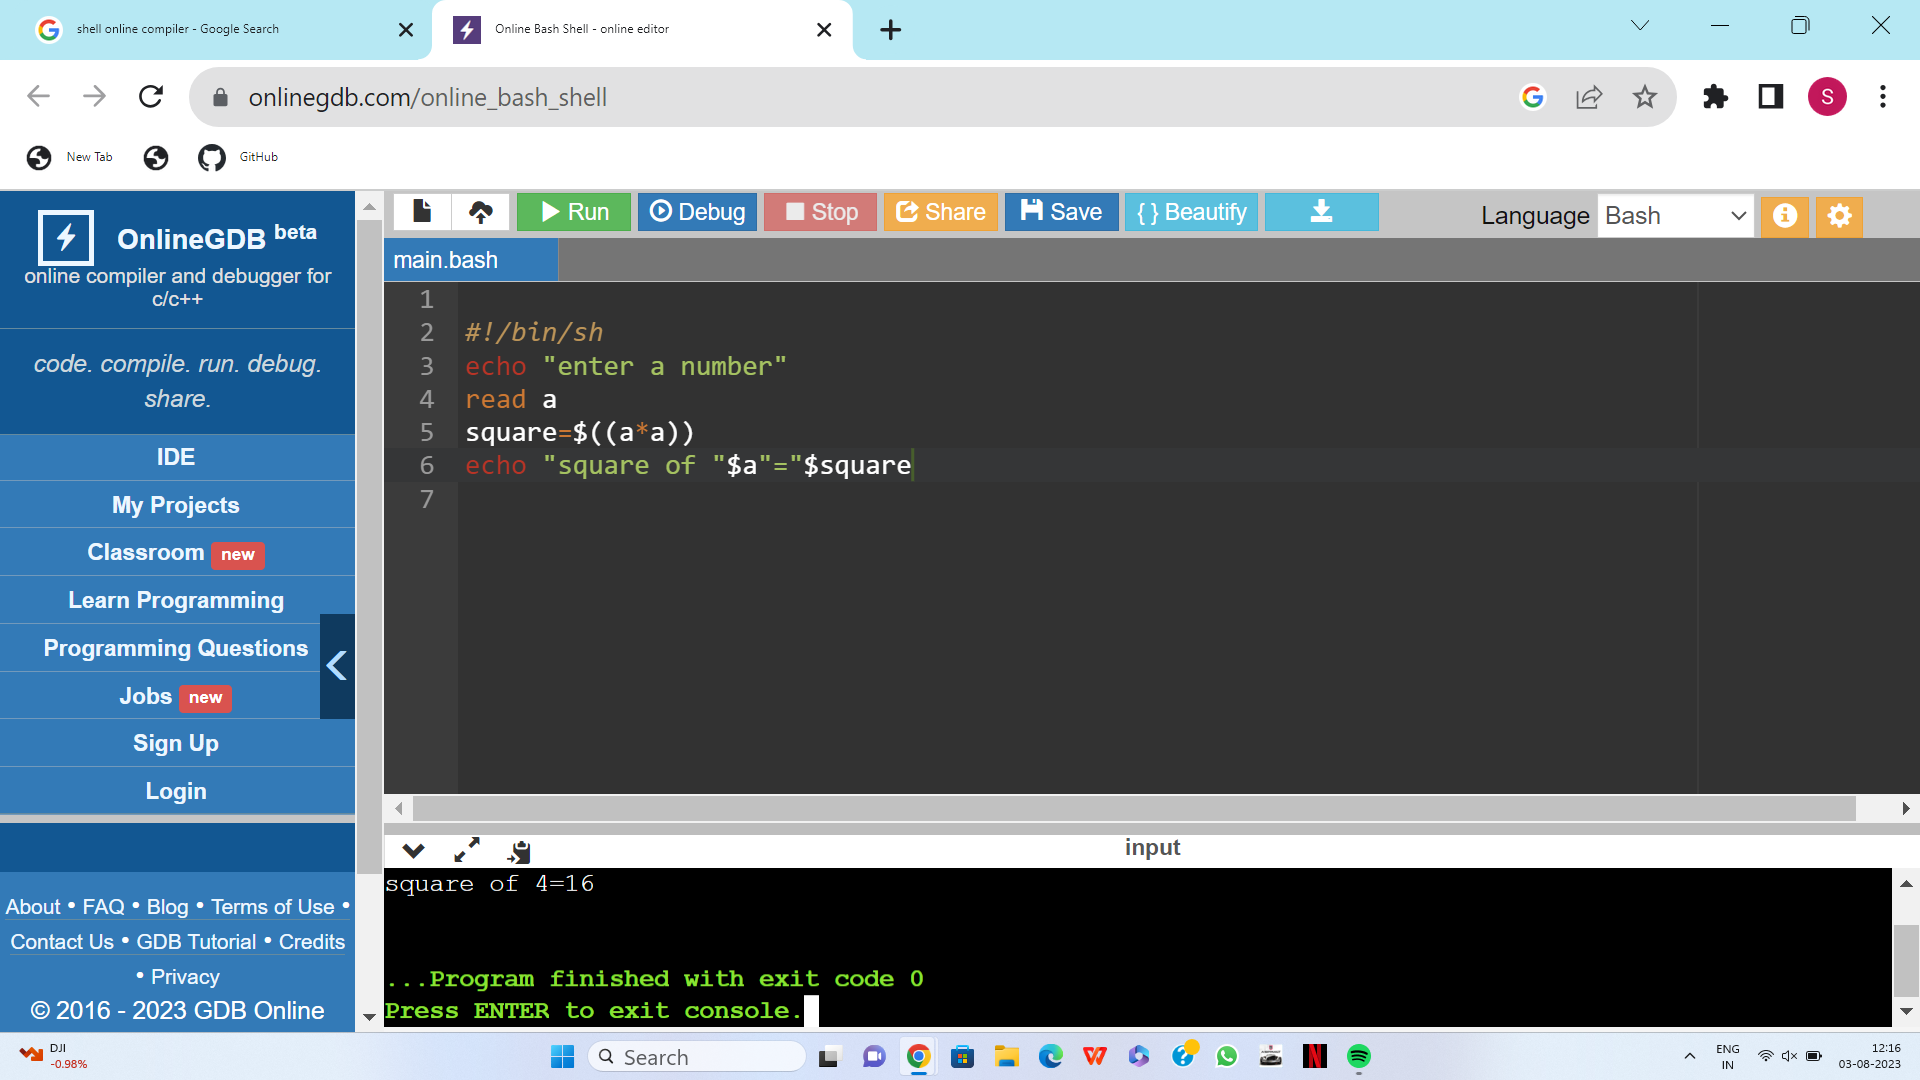 shell online compiler - Google Search
Online Bash Shell - online editor
onlinegdb.com/online_bash_shell
S
New Tab
GitHub
OnlineGDB beta
online compiler and debugger for
c/c++
code. compile. run. debug.
share.
IDE
My Projects
Classroom new
Learn Programming
Programming Questions
Jobs new
Sign Up
Login
About • FAQ • Blog • Terms of Use •
Contact Us • GDB Tutorial • Credits
• Privacy
© 2016 - 2023 GDB Online
Run
Debug
Stop
Share
Save
{ } Beautify
Language
Bash
main.bash
1
2 #!/bin/sh
3 echo "enter a number"
4 read a
5 square=$((a*a))
6 echo "square of "$a"="$square
7
input
square of 4=16
...Program finished with exit code 0
Press ENTER to exit console.
DJI
-0.98%
Search
ENG
IN
12:16
03-08-2023